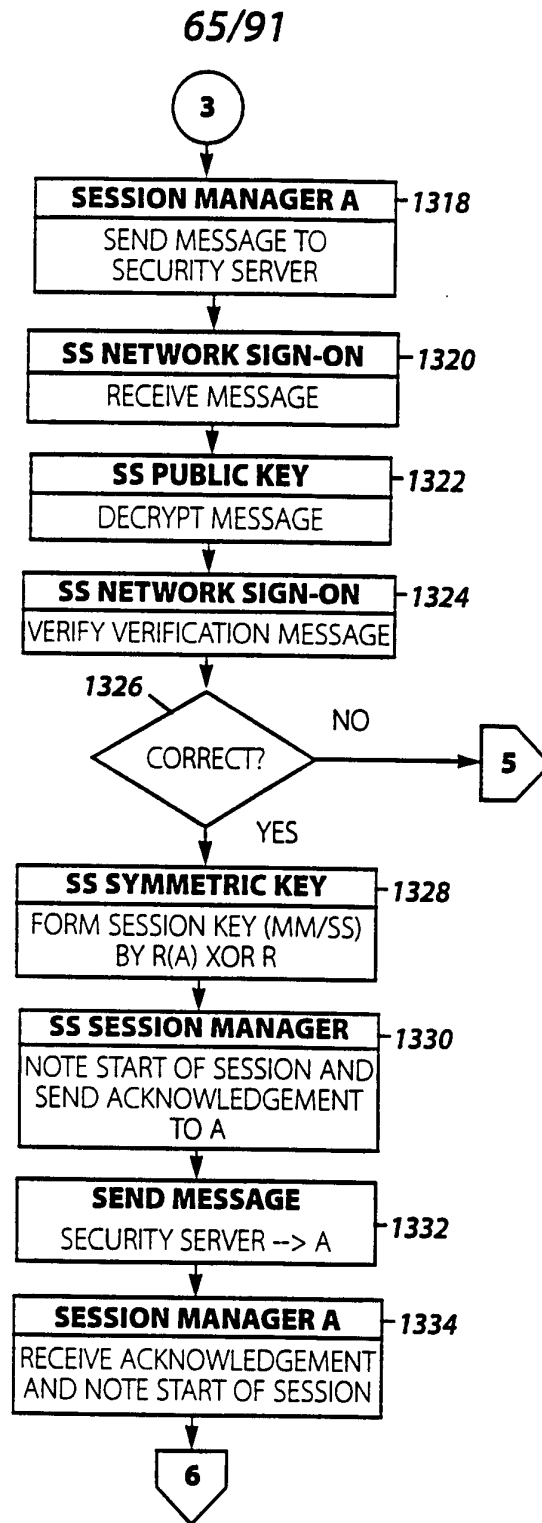 65/91
3
SESSION MANAGER A
1318
SEND MESSAGE TO
SECURITY SERVER
SS NETWORK SIGN-ON
1320
RECEIVE MESSAGE
SS PUBLIC KEY
1322
DECRYPT MESSAGE
SS NETWORK SIGN-ON
1324
VERIFY VERIFICATION MESSAGE
1326
CORRECT?
NO
5
YES
SS SYMMETRIC KEY
1328
FORM SESSION KEY (MM/SS)
BY R(A) XOR R
SS SESSION MANAGER
1330
NOTE START OF SESSION AND
SEND ACKNOWLEDGEMENT
TO A
SEND MESSAGE
SECURITY SERVER --> A
1332
SESSION MANAGER A
1334
RECEIVE ACKNOWLEDGEMENT
AND NOTE START OF SESSION
6